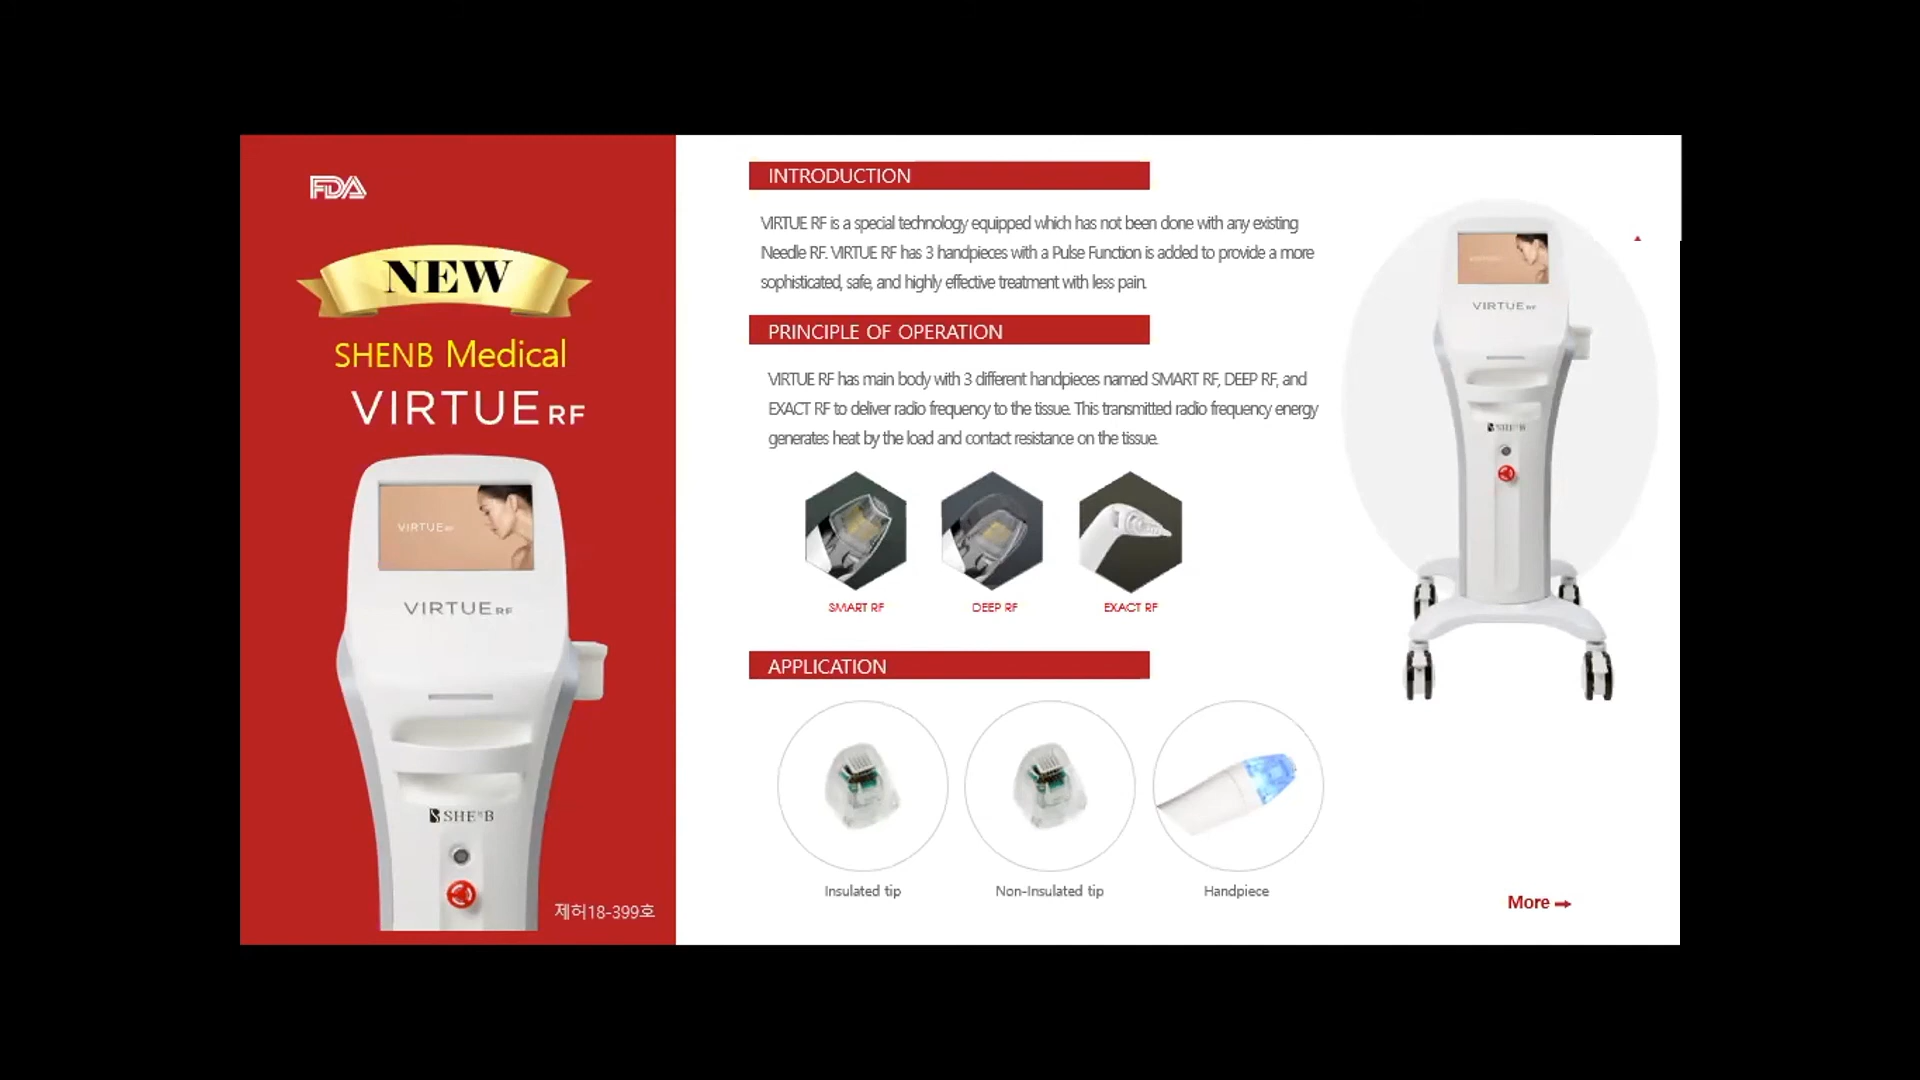 FDA
NEW
SHENB Medical
VIRTUE RF
VIRTUE RF
VIRTUE RF
SHENB
제허18-399호
INTRODUCTION
VIRTUE RF is a special technology equipped which has not been done with any existing
Needle RF. VIRTUE RF has 3 handpieces with a Pulse Function is added to provide a more
sophisticated, safe, and highly effective treatment with less pain.
PRINCIPLE OF OPERATION
VIRTUE RF has main body with 3 different handpieces named SMART RF, DEEP RF, and
EXACT RF to deliver radio frequency to the tissue. This transmitted radio frequency energy
generates heat by the load and contact resistance on the tissue.
SMART RF
DEEP RF
EXACT RF
APPLICATION
Insulated tip
Non-Insulated tip
Handpiece
VIRTUE RF
SHENB
More